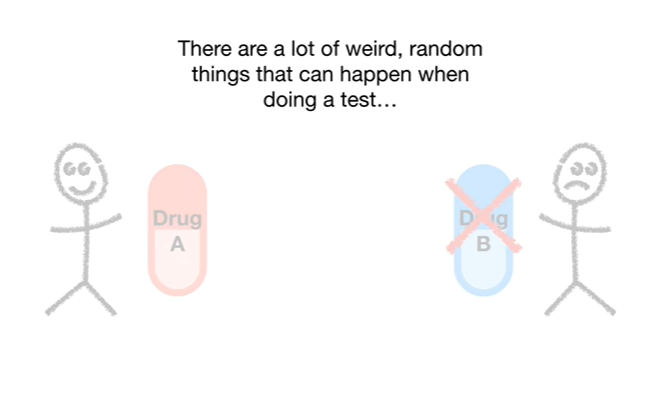 There are a lot of weird, random
things that can happen when
doing a test…
Drug
A
Drug
B